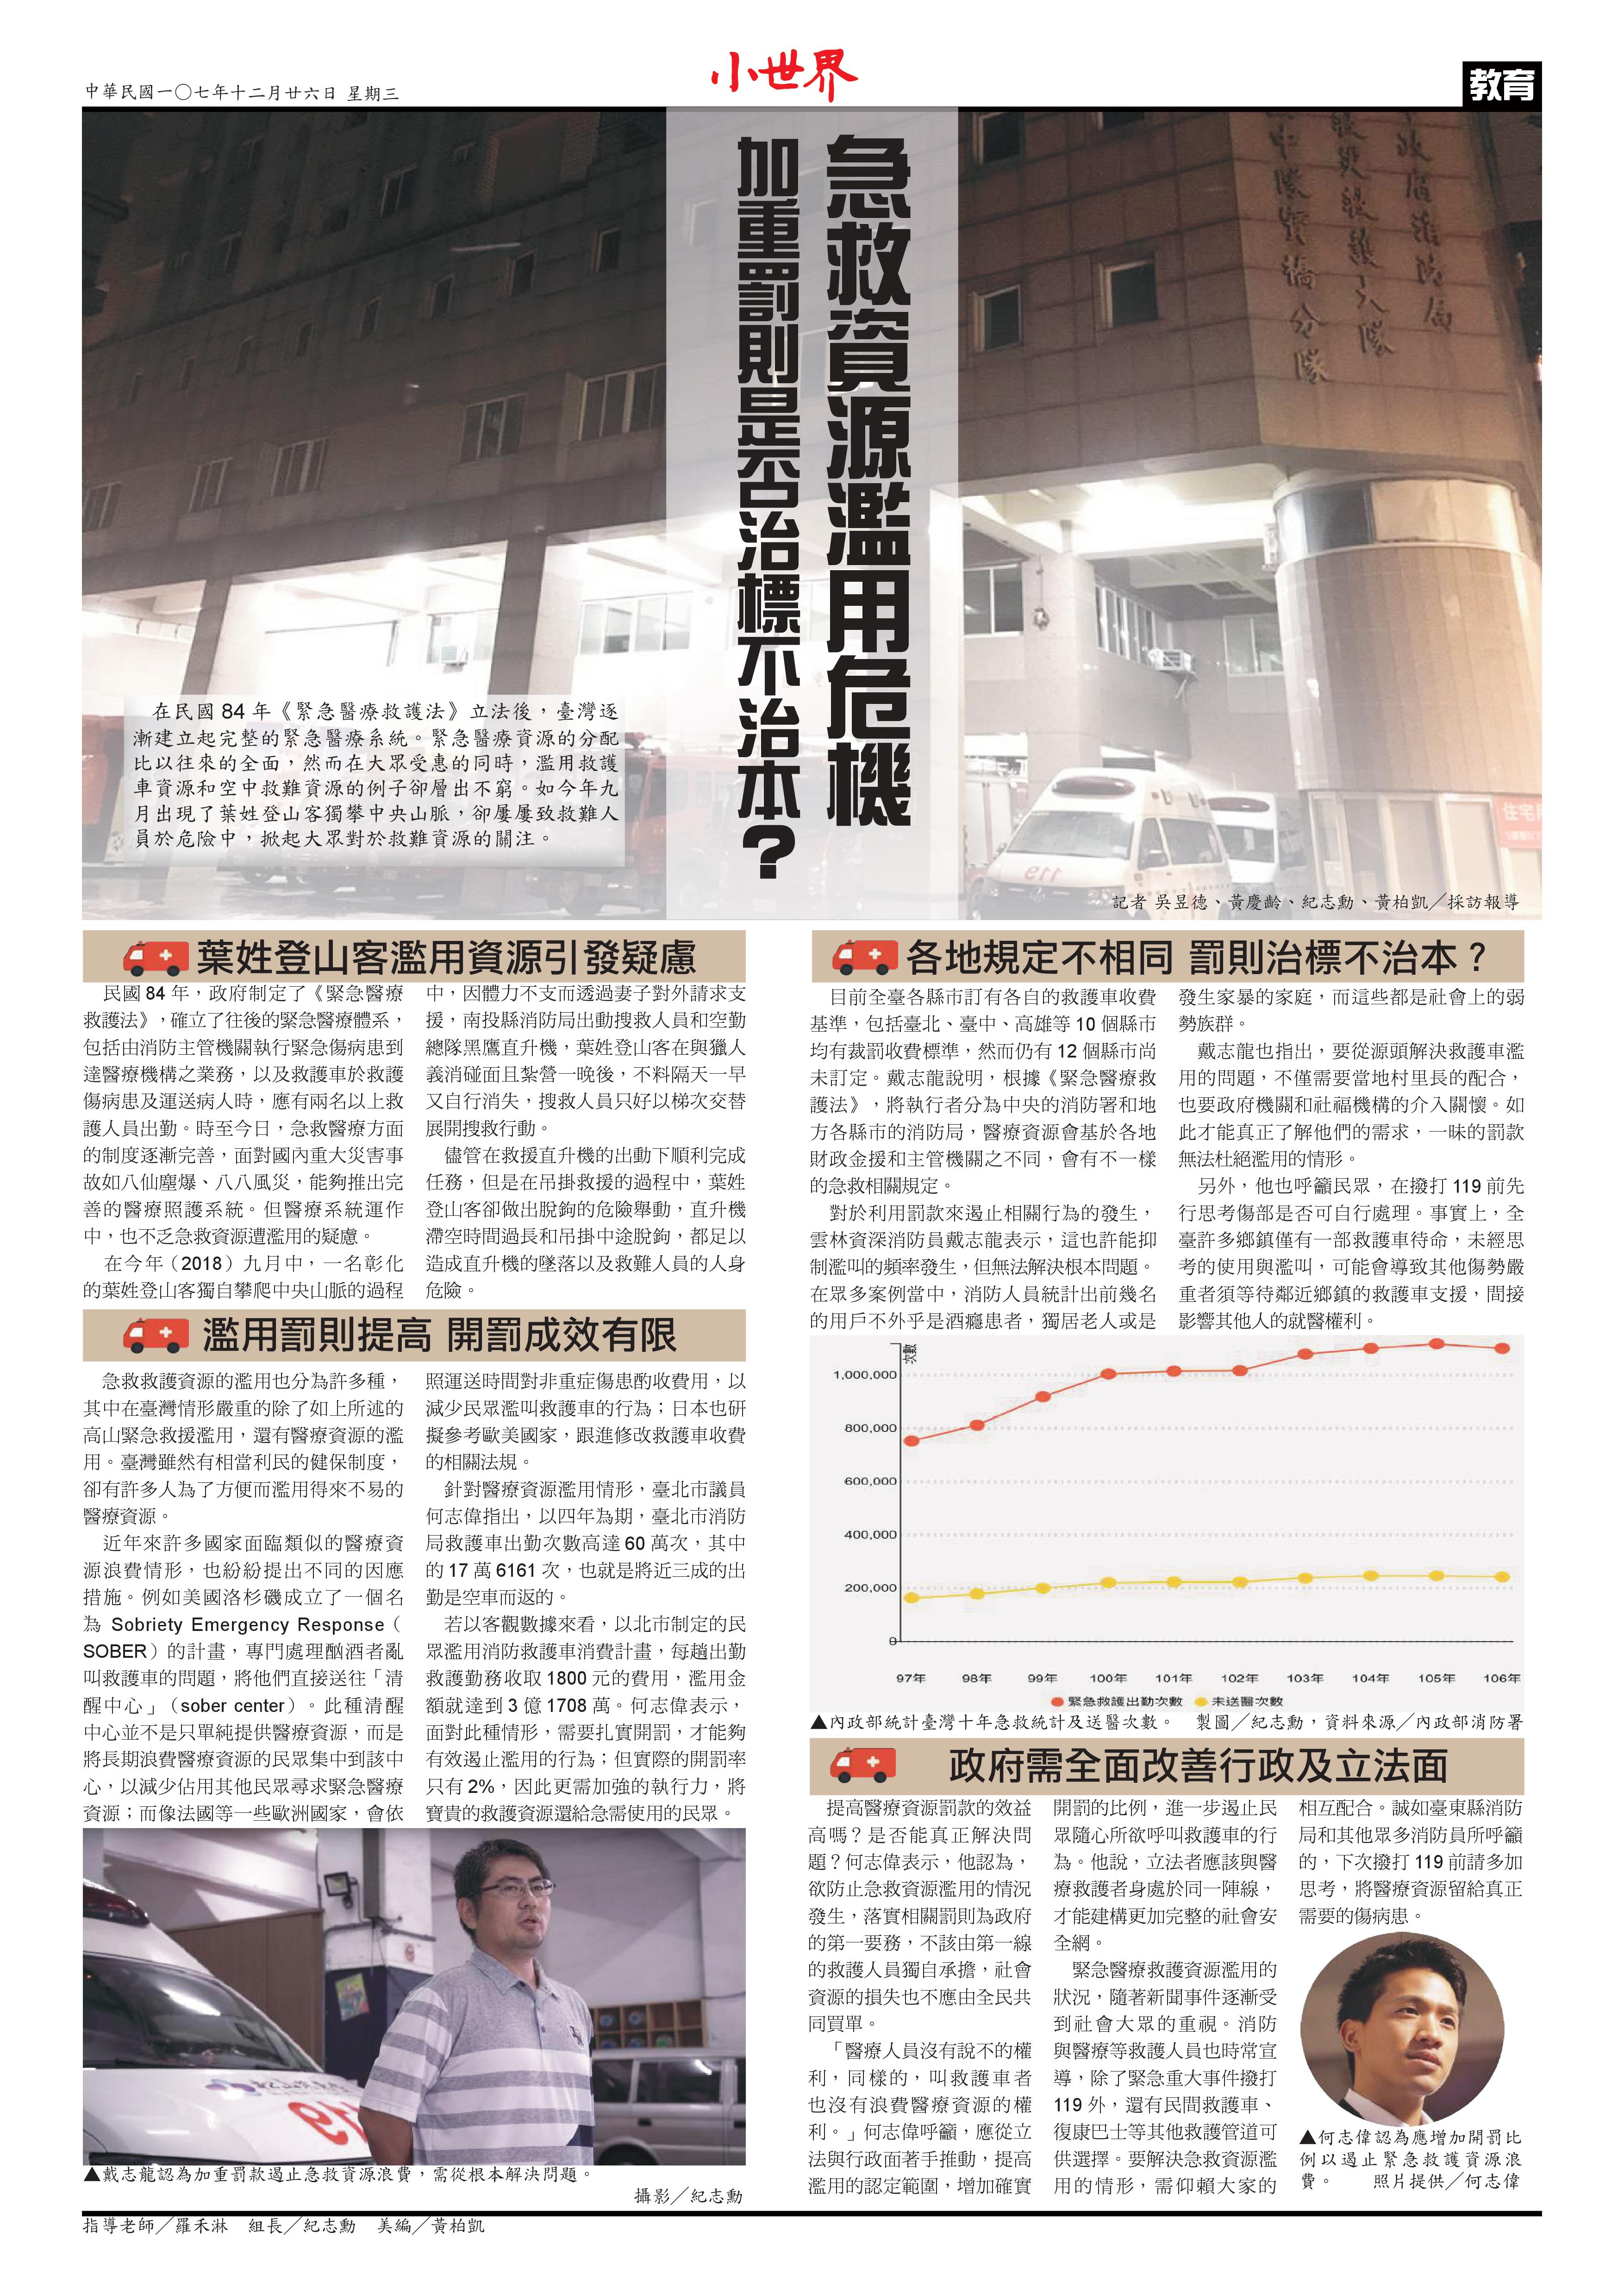 中華民國一〇七年十二月廿六日 星期三
小世界
教育
急救資源濫用危機
加重罰則是否治標不治本？
在民國 84 年《緊急醫療救護法》立法後，臺灣逐
漸建立起完整的緊急醫療系統。緊急醫療資源的分配
比以往來的全面，然而在大眾受惠的同時，濫用救護
車資源和空中救難資源的例子卻層出不窮。如今年九
月出現了葉姓登山客獨攀中央山脈，卻屢屢致救難人
員於危險中，掀起大眾對於救難資源的關注。
119
記者 吳昱德、黃慶齡、紀志勳、黃柏凱╱採訪報導
葉姓登山客濫用資源引發疑慮
民國 84 年，政府制定了《緊急醫療
救護法》，確立了往後的緊急醫療體系，
包括由消防主管機關執行緊急傷病患到
達醫療機構之業務，以及救護車於救護
傷病患及運送病人時，應有兩名以上救
護人員出勤。時至今日，急救醫療方面
的制度逐漸完善，面對國內重大災害事
故如八仙塵爆、八八風災，能夠推出完
善的醫療照護系統。但醫療系統運作
中，也不乏急救資源遭濫用的疑慮。
在今年（2018）九月中，一名彰化
的葉姓登山客獨自攀爬中央山脈的過程
中，因體力不支而透過妻子對外請求支
援，南投縣消防局出動搜救人員和空勤
總隊黑鷹直升機，葉姓登山客在與獵人
義消碰面且紮營一晚後，不料隔天一早
又自行消失，搜救人員只好以梯次交替
展開搜救行動。
儘管在救援直升機的出動下順利完成
任務，但是在吊掛救援的過程中，葉姓
登山客卻做出脫鉤的危險舉動，直升機
滯空時間過長和吊掛中途脫鉤，都足以
造成直升機的墜落以及救難人員的人身
危險。
濫用罰則提高 開罰成效有限
急救救護資源的濫用也分為許多種，
其中在臺灣情形嚴重的除了如上所述的
高山緊急救援濫用，還有醫療資源的濫
用。臺灣雖然有相當利民的健保制度，
卻有許多人為了方便而濫用得來不易的
醫療資源。
近年來許多國家面臨類似的醫療資
源浪費情形，也紛紛提出不同的因應
措施。例如美國洛杉磯成立了一個名
為 Sobriety Emergency Response（
SOBER）的計畫，專門處理酗酒者亂
叫救護車的問題，將他們直接送往「清
醒中心」（sober center）。此種清醒
中心並不是只單純提供醫療資源，而是
將長期浪費醫療資源的民眾集中到該中
心，以減少佔用其他民眾尋求緊急醫療
資源；而像法國等一些歐洲國家，會依
照運送時間對非重症傷患酌收費用，以
減少民眾濫叫救護車的行為；日本也研
擬參考歐美國家，跟進修改救護車收費
的相關法規。
針對醫療資源濫用情形，臺北市議員
何志偉指出，以四年為期，臺北市消防
局救護車出勤次數高達 60 萬次，其中
的 17 萬 6161 次，也就是將近三成的出
勤是空車而返的。
若以客觀數據來看，以北市制定的民
眾濫用消防救護車消費計畫，每趟出勤
救護勤務收取 1800 元的費用，濫用金
額就達到 3 億 1708 萬。何志偉表示，
面對此種情形，需要扎實開罰，才能夠
有效遏止濫用的行為；但實際的開罰率
只有 2%，因此更需加強的執行力，將
寶貴的救護資源還給急需使用的民眾。
▲戴志龍認為加重罰款遏止急救資源浪費，需從根本解決問題。
攝影╱紀志勳
各地規定不相同 罰則治標不治本？
目前全臺各縣市訂有各自的救護車收費
基準，包括臺北、臺中、高雄等 10 個縣市
均有裁罰收費標準，然而仍有 12 個縣市尚
未訂定。戴志龍說明，根據《緊急醫療救
護法》，將執行者分為中央的消防署和地
方各縣市的消防局，醫療資源會基於各地
財政金援和主管機關之不同，會有不一樣
的急救相關規定。
對於利用罰款來遏止相關行為的發生，
雲林資深消防員戴志龍表示，這也許能抑
制濫叫的頻率發生，但無法解決根本問題。
在眾多案例當中，消防人員統計出前幾名
的用戶不外乎是酒癮患者，獨居老人或是
發生家暴的家庭，而這些都是社會上的弱
勢族群。
戴志龍也指出，要從源頭解決救護車濫
用的問題，不僅需要當地村里長的配合，
也要政府機關和社福機構的介入關懷。如
此才能真正了解他們的需求，一昧的罰款
無法杜絕濫用的情形。
另外，他也呼籲民眾，在撥打 119 前先
行思考傷部是否可自行處理。事實上，全
臺許多鄉鎮僅有一部救護車待命，未經思
考的使用與濫叫，可能會導致其他傷勢嚴
重者須等待鄰近鄉鎮的救護車支援，間接
影響其他人的就醫權利。
次數
1,000,000
800,000
600,000
400,000
200,000
0
97年 98年 99年 100年 101年 102年 103年 104年 105年 106年
緊急救護出勤次數 未送醫次數
▲內政部統計臺灣十年急救統計及送醫次數。 製圖╱紀志勳，資料來源╱內政部消防署
政府需全面改善行政及立法面
提高醫療資源罰款的效益
高嗎？是否能真正解決問
題？何志偉表示，他認為，
欲防止急救資源濫用的情況
發生，落實相關罰則為政府
的第一要務，不該由第一線
的救護人員獨自承擔，社會
資源的損失也不應由全民共
同買單。
「醫療人員沒有說不的權
利，同樣的，叫救護車者
也沒有浪費醫療資源的權
利。」何志偉呼籲，應從立
法與行政面著手推動，提高
濫用的認定範圍，增加確實
開罰的比例，進一步遏止民
眾隨心所欲呼叫救護車的行
為。他說，立法者應該與醫
療救護者身處於同一陣線，
才能建構更加完整的社會安
全網。
緊急醫療救護資源濫用的
狀況，隨著新聞事件逐漸受
到社會大眾的重視。消防
與醫療等救護人員也時常宣
導，除了緊急重大事件撥打
119 外，還有民間救護車、
復康巴士等其他救護管道可
供選擇。要解決急救資源濫
用的情形，需仰賴大家的
相互配合。誠如臺東縣消防
局和其他眾多消防員所呼籲
的，下次撥打 119 前請多加
思考，將醫療資源留給真正
需要的傷病患。
▲何志偉認為應增加開罰比
例以遏止緊急救護資源浪
費。 照片提供╱何志偉
指導老師╱羅禾淋 組長╱紀志勳 美編╱黃柏凱